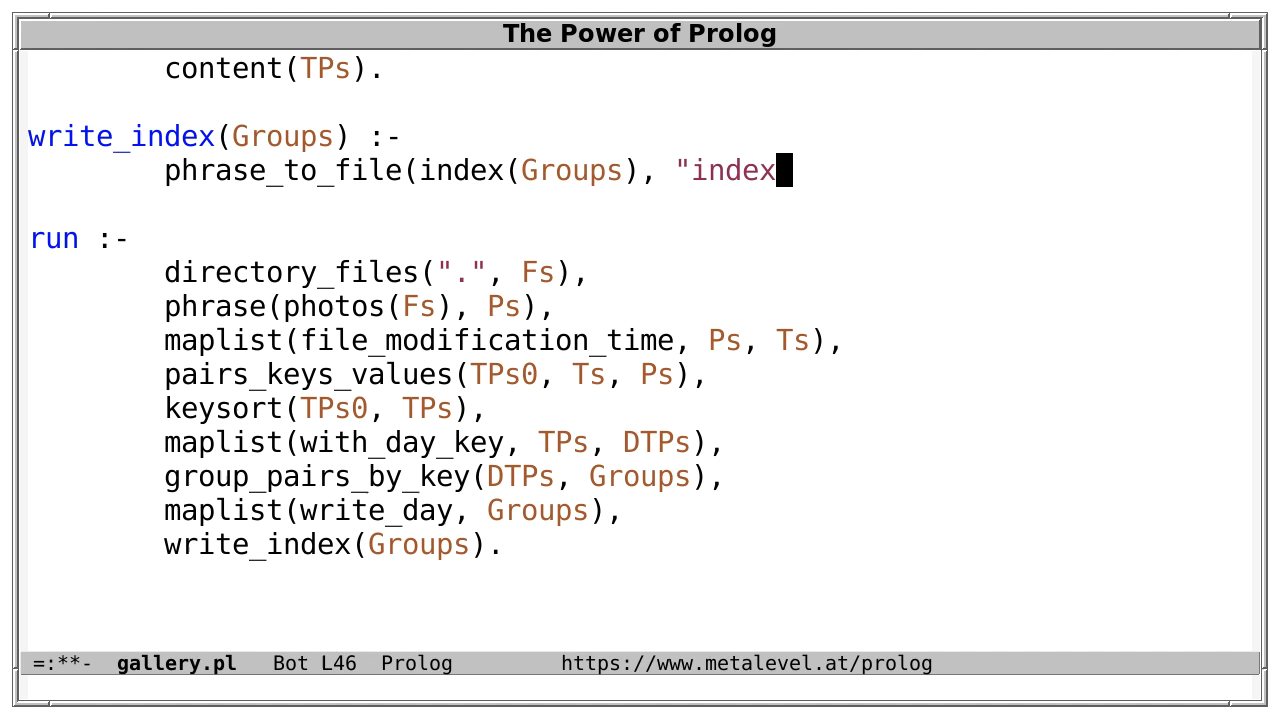 The Power of Prolog
        content(TPs).
write_index(Groups) :-
        phrase_to_file(index(Groups), "index
run :-
        directory_files(".", Fs),
        phrase(photos(Fs), Ps),
        maplist(file_modification_time, Ps, Ts),
        pairs_keys_values(TPs0, Ts, Ps),
        keysort(TPs0, TPs),
        maplist(with_day_key, TPs, DTPs),
        group_pairs_by_key(DTPs, Groups),
        maplist(write_day, Groups),
        write_index(Groups).
=:**-  gallery.pl   Bot L46  Prolog         https://www.metalevel.at/prolog